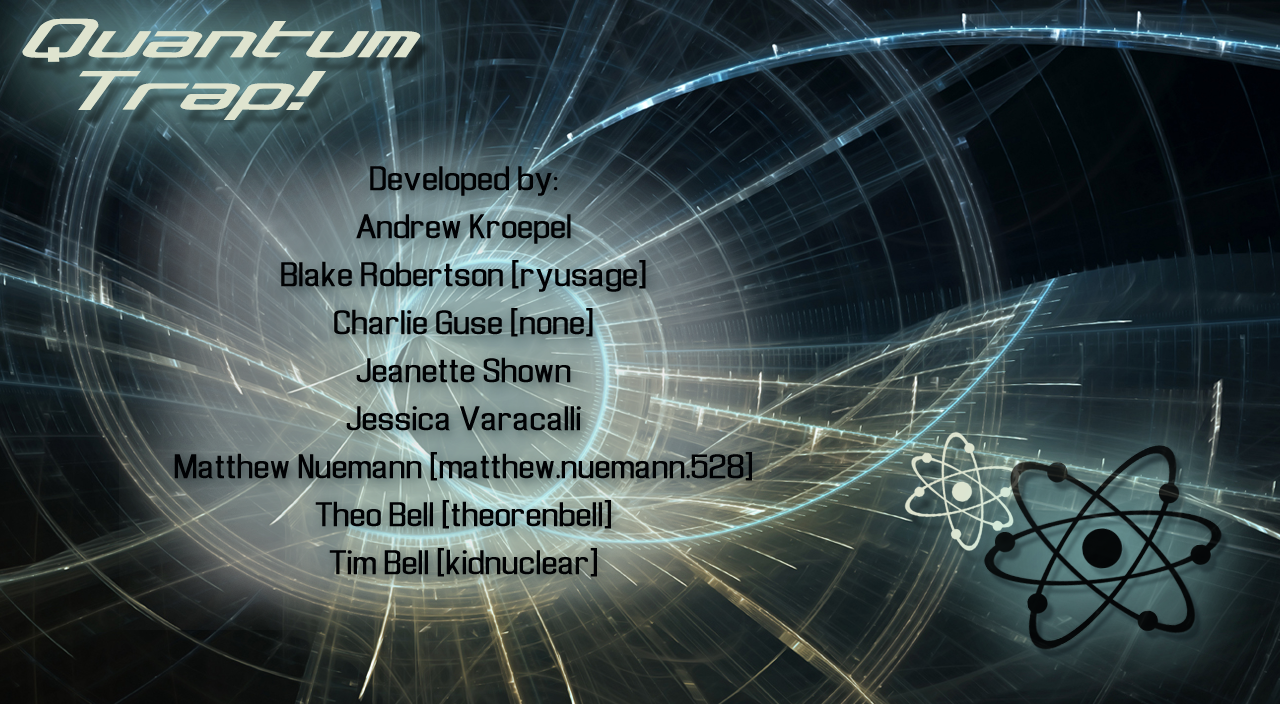 Quantum
Trap!
Developed by:
Andrew Kroepel
Blake Robertson [ryusage]
Charlie Guse [none]
Jeanette Shown
Jessica Varacalli
Matthew Nuemann [matthew.nuemann.528]
Theo Bell [theorenbell]
Tim Bell [kidnuclear]